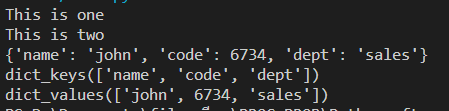 This is one
This is two
{'name': 'john', 'code': 6734, 'dept': 'sales'}
dict_keys(['name', 'code', 'dept'])
dict_values(['john', 6734, 'sales'])